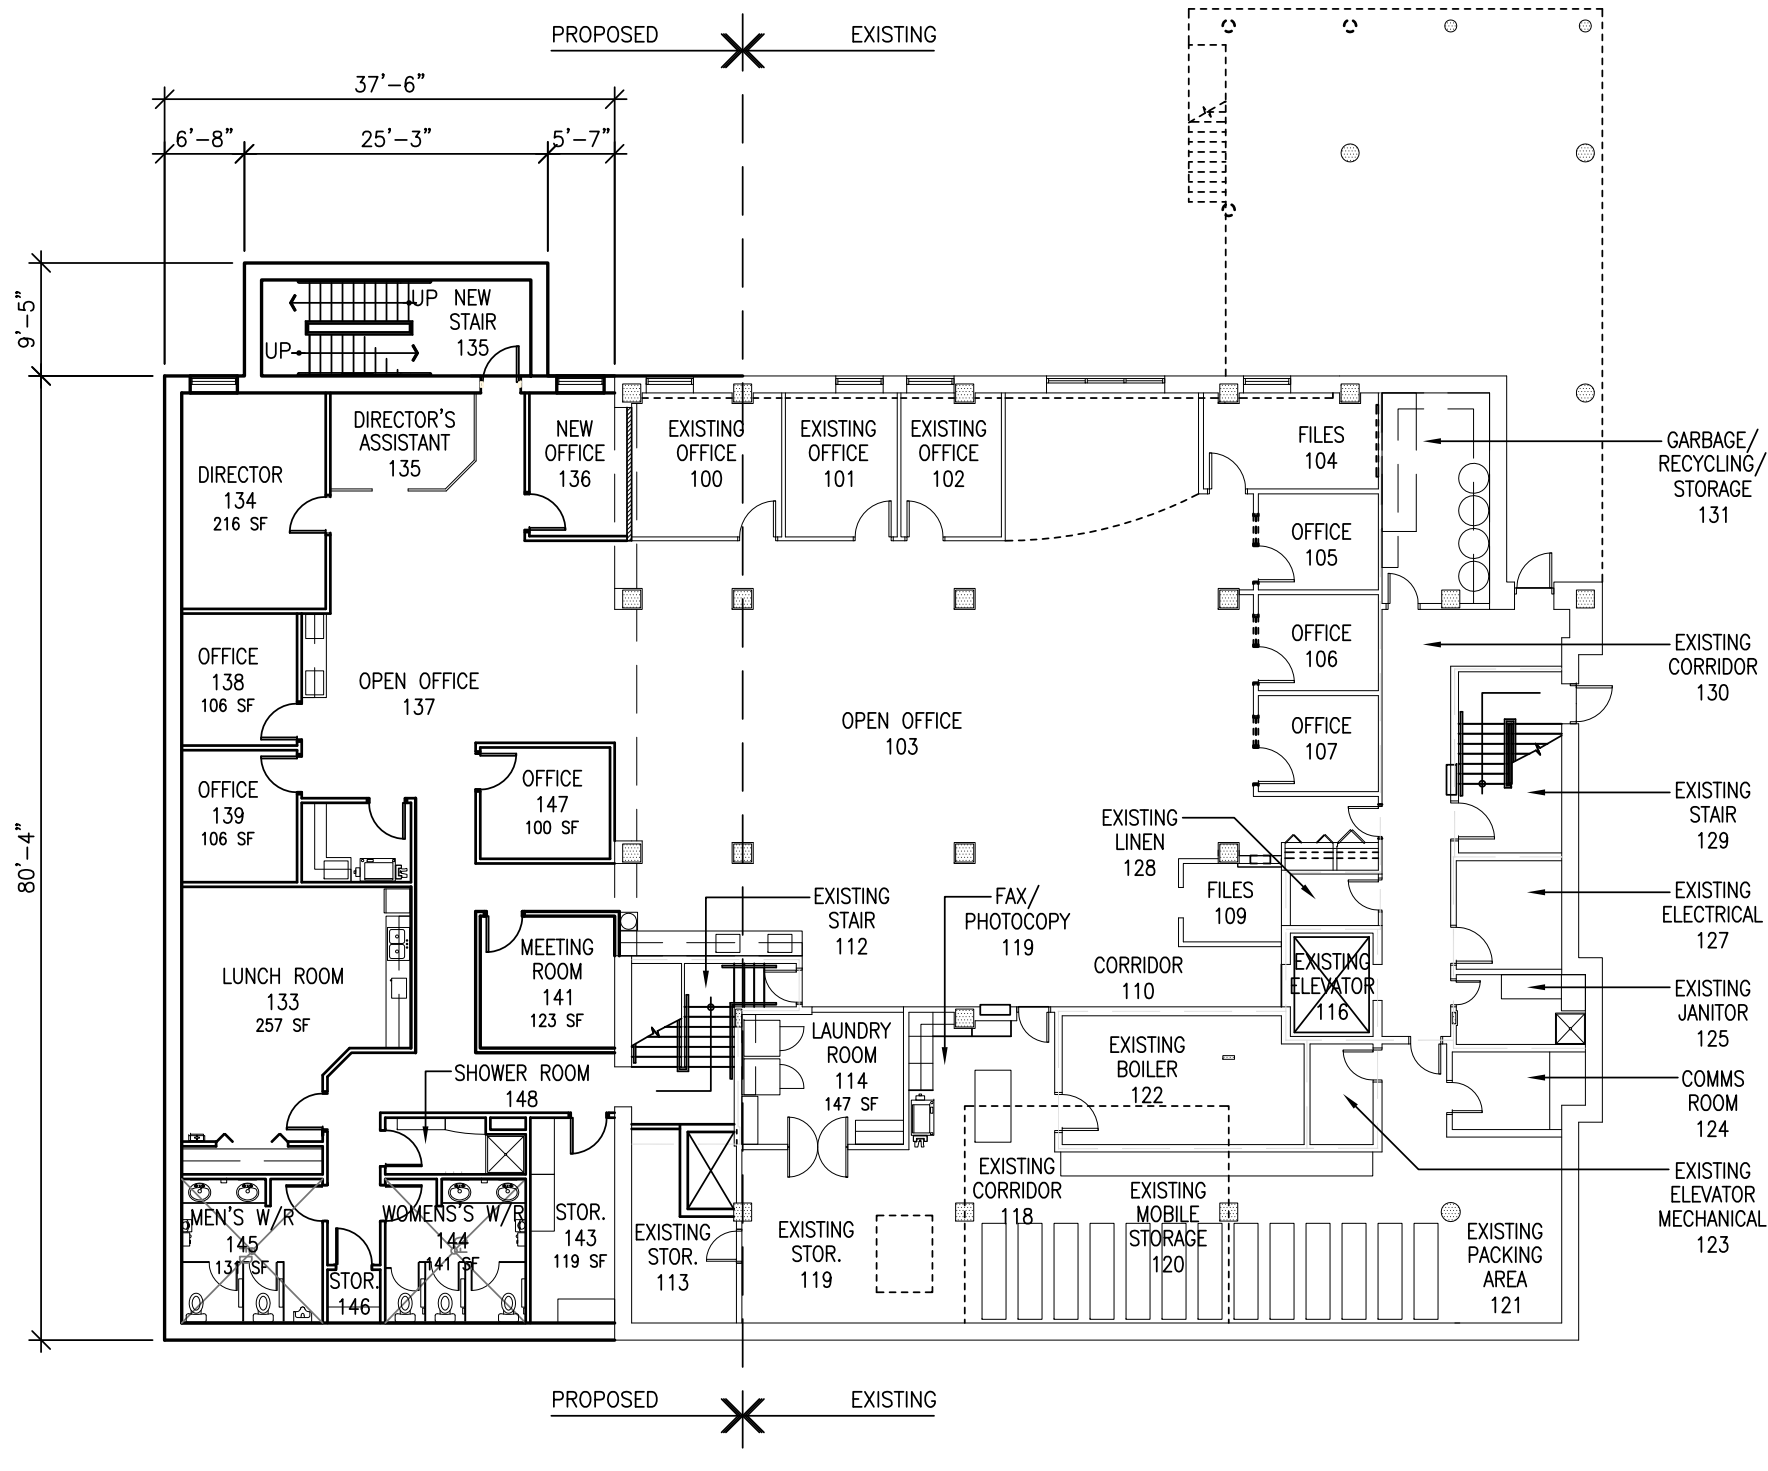 PROPOSED
EXISTING
37'-6"
6'-8"
25'-3"
5'-7"
9'-5"
80'-4"
UP
UP
NEW
STAIR
135
DIRECTOR
134
216 SF
DIRECTOR'S
ASSISTANT
135
NEW
OFFICE
136
EXISTING
OFFICE
100
EXISTING
OFFICE
101
EXISTING
OFFICE
102
FILES
104
GARBAGE/
RECYCLING/
STORAGE
131
OFFICE
105
OFFICE
106
OFFICE
107
EXISTING
CORRIDOR
130
OFFICE
138
106 SF
OPEN OFFICE
137
OPEN OFFICE
103
OFFICE
139
106 SF
OFFICE
147
100 SF
EXISTING
LINEN
128
EXISTING
STAIR
129
EXISTING
STAIR
112
FAX/
PHOTOCOPY
119
FILES
109
EXISTING
ELECTRICAL
127
LUNCH ROOM
133
257 SF
MEETING
ROOM
141
123 SF
CORRIDOR
110
EXISTING
ELEVATOR
116
EXISTING
JANITOR
125
LAUNDRY
ROOM
114
147 SF
EXISTING
BOILER
122
SHOWER ROOM
148
COMMS
ROOM
124
EXISTING
ELEVATOR
MECHANICAL
123
MEN'S W/R
145
131 SF
WOMENS'S W/R
144
141 SF
STOR.
146
STOR.
143
119 SF
EXISTING
STOR.
113
EXISTING
STOR.
119
EXISTING
CORRIDOR
118
EXISTING
MOBILE
STORAGE
120
EXISTING
PACKING
AREA
121
PROPOSED
EXISTING